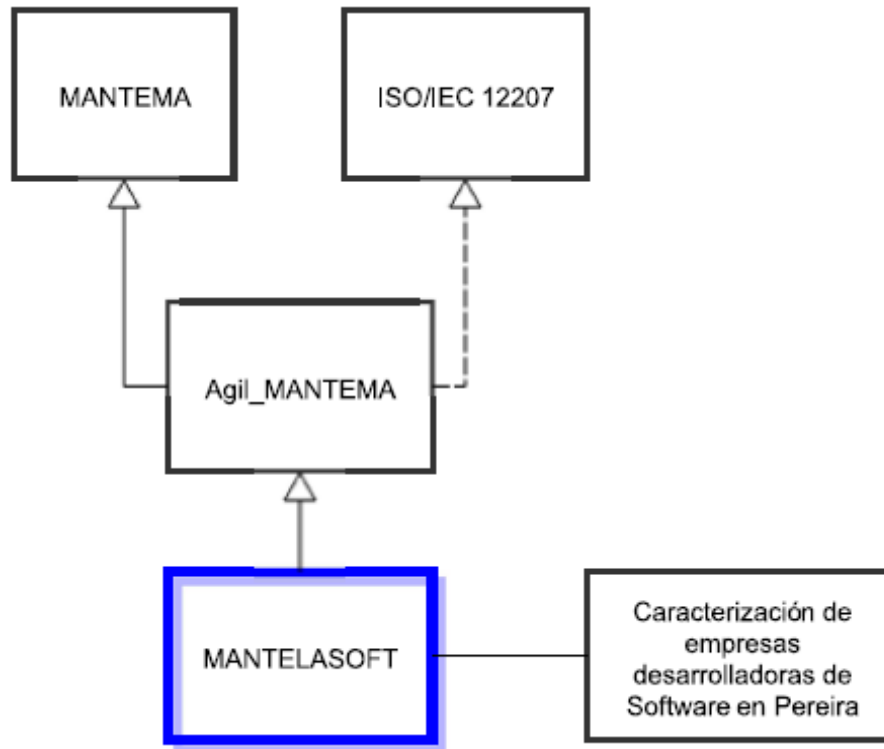 MANTEMA
ISO/IEC 12207
Agil_MANTEMA
MANTELASOFT
Caracterización de
empresas
desarrolladoras de
Software en Pereira